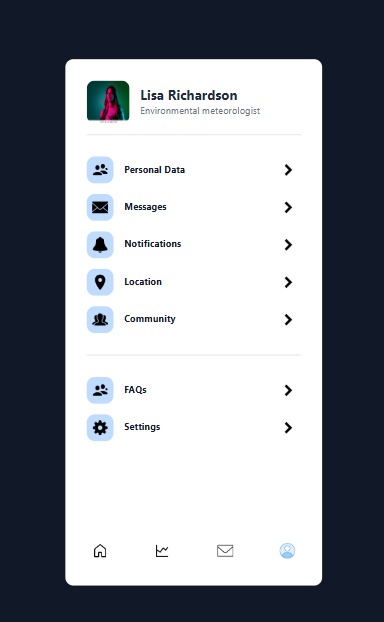 Lisa Richardson
Environmental meteorologist
Personal Data
Messages
Notifications
Location
Community
FAQs
Settings